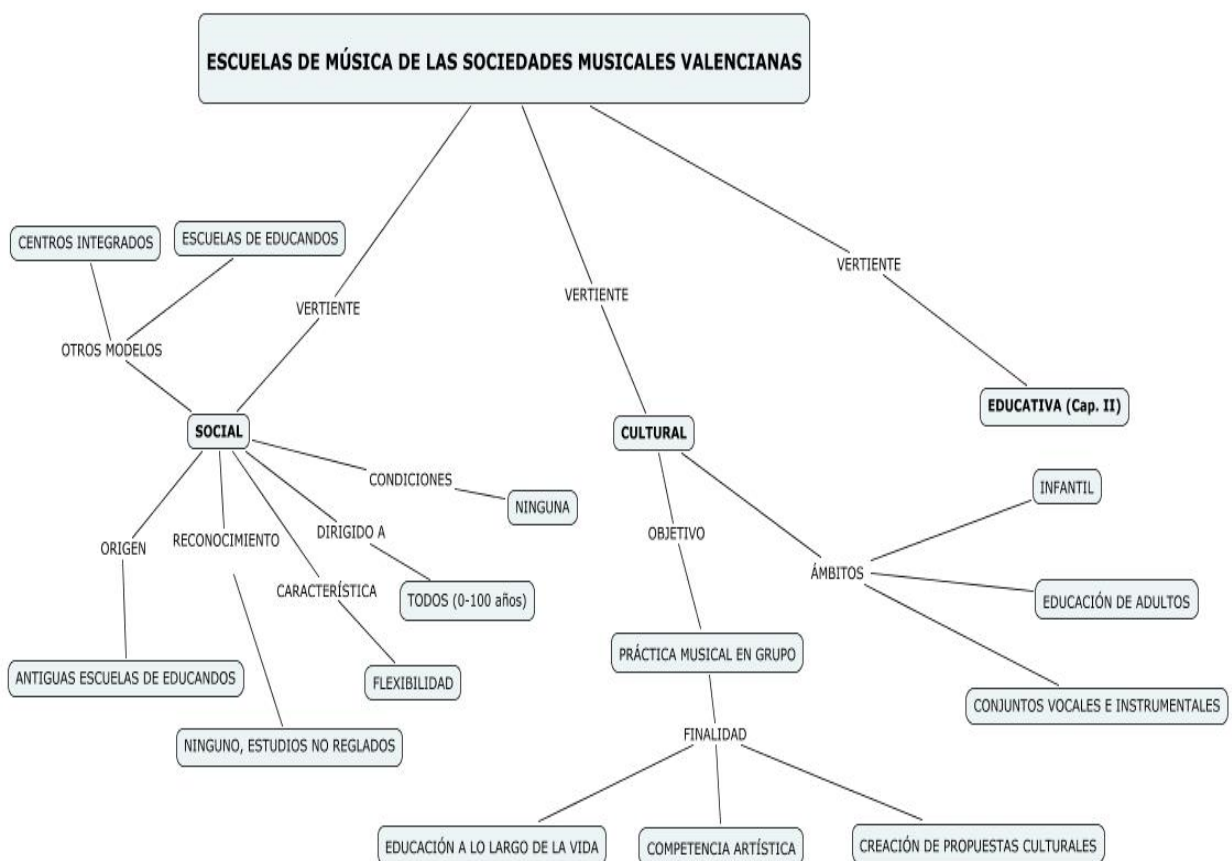 ESCUELAS DE MÚSICA DE LAS SOCIEDADES MUSICALES VALENCIANAS
CENTROS INTEGRADOS
ESCUELAS DE EDUCANDOS
OTROS MODELOS
VERTIENTE
VERTIENTE
VERTIENTE
SOCIAL
CULTURAL
EDUCATIVA (Cap. II)
CONDICIONES
NINGUNA
ORIGEN
RECONOCIMIENTO
DIRIGIDO A
CARACTERÍSTICA
TODOS (0-100 años)
ANTIGUAS ESCUELAS DE EDUCANDOS
FLEXIBILIDAD
NINGUNO, ESTUDIOS NO REGLADOS
OBJETIVO
ÁMBITOS
INFANTIL
EDUCACIÓN DE ADULTOS
CONJUNTOS VOCALES E INSTRUMENTALES
PRÁCTICA MUSICAL EN GRUPO
FINALIDAD
EDUCACIÓN A LO LARGO DE LA VIDA
COMPETENCIA ARTÍSTICA
CREACIÓN DE PROPUESTAS CULTURALES